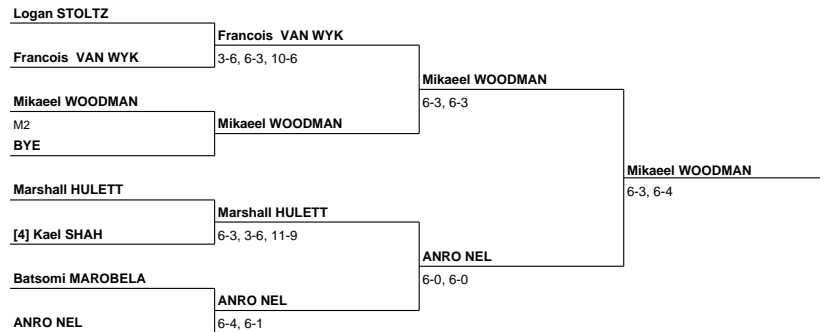 Logan STOLTZ
Francois VAN WYK
Francois VAN WYK
3-6, 6-3, 10-6
Mikaeel WOODMAN
6-3, 6-3
Mikaeel WOODMAN
M2
Mikaeel WOODMAN
BYE
Mikaeel WOODMAN
6-3, 6-4
Marshall HULETT
Marshall HULETT
[4] Kael SHAH
6-3, 3-6, 11-9
ANRO NEL
6-0, 6-0
Batsomi MAROBELA
ANRO NEL
ANRO NEL
6-4, 6-1